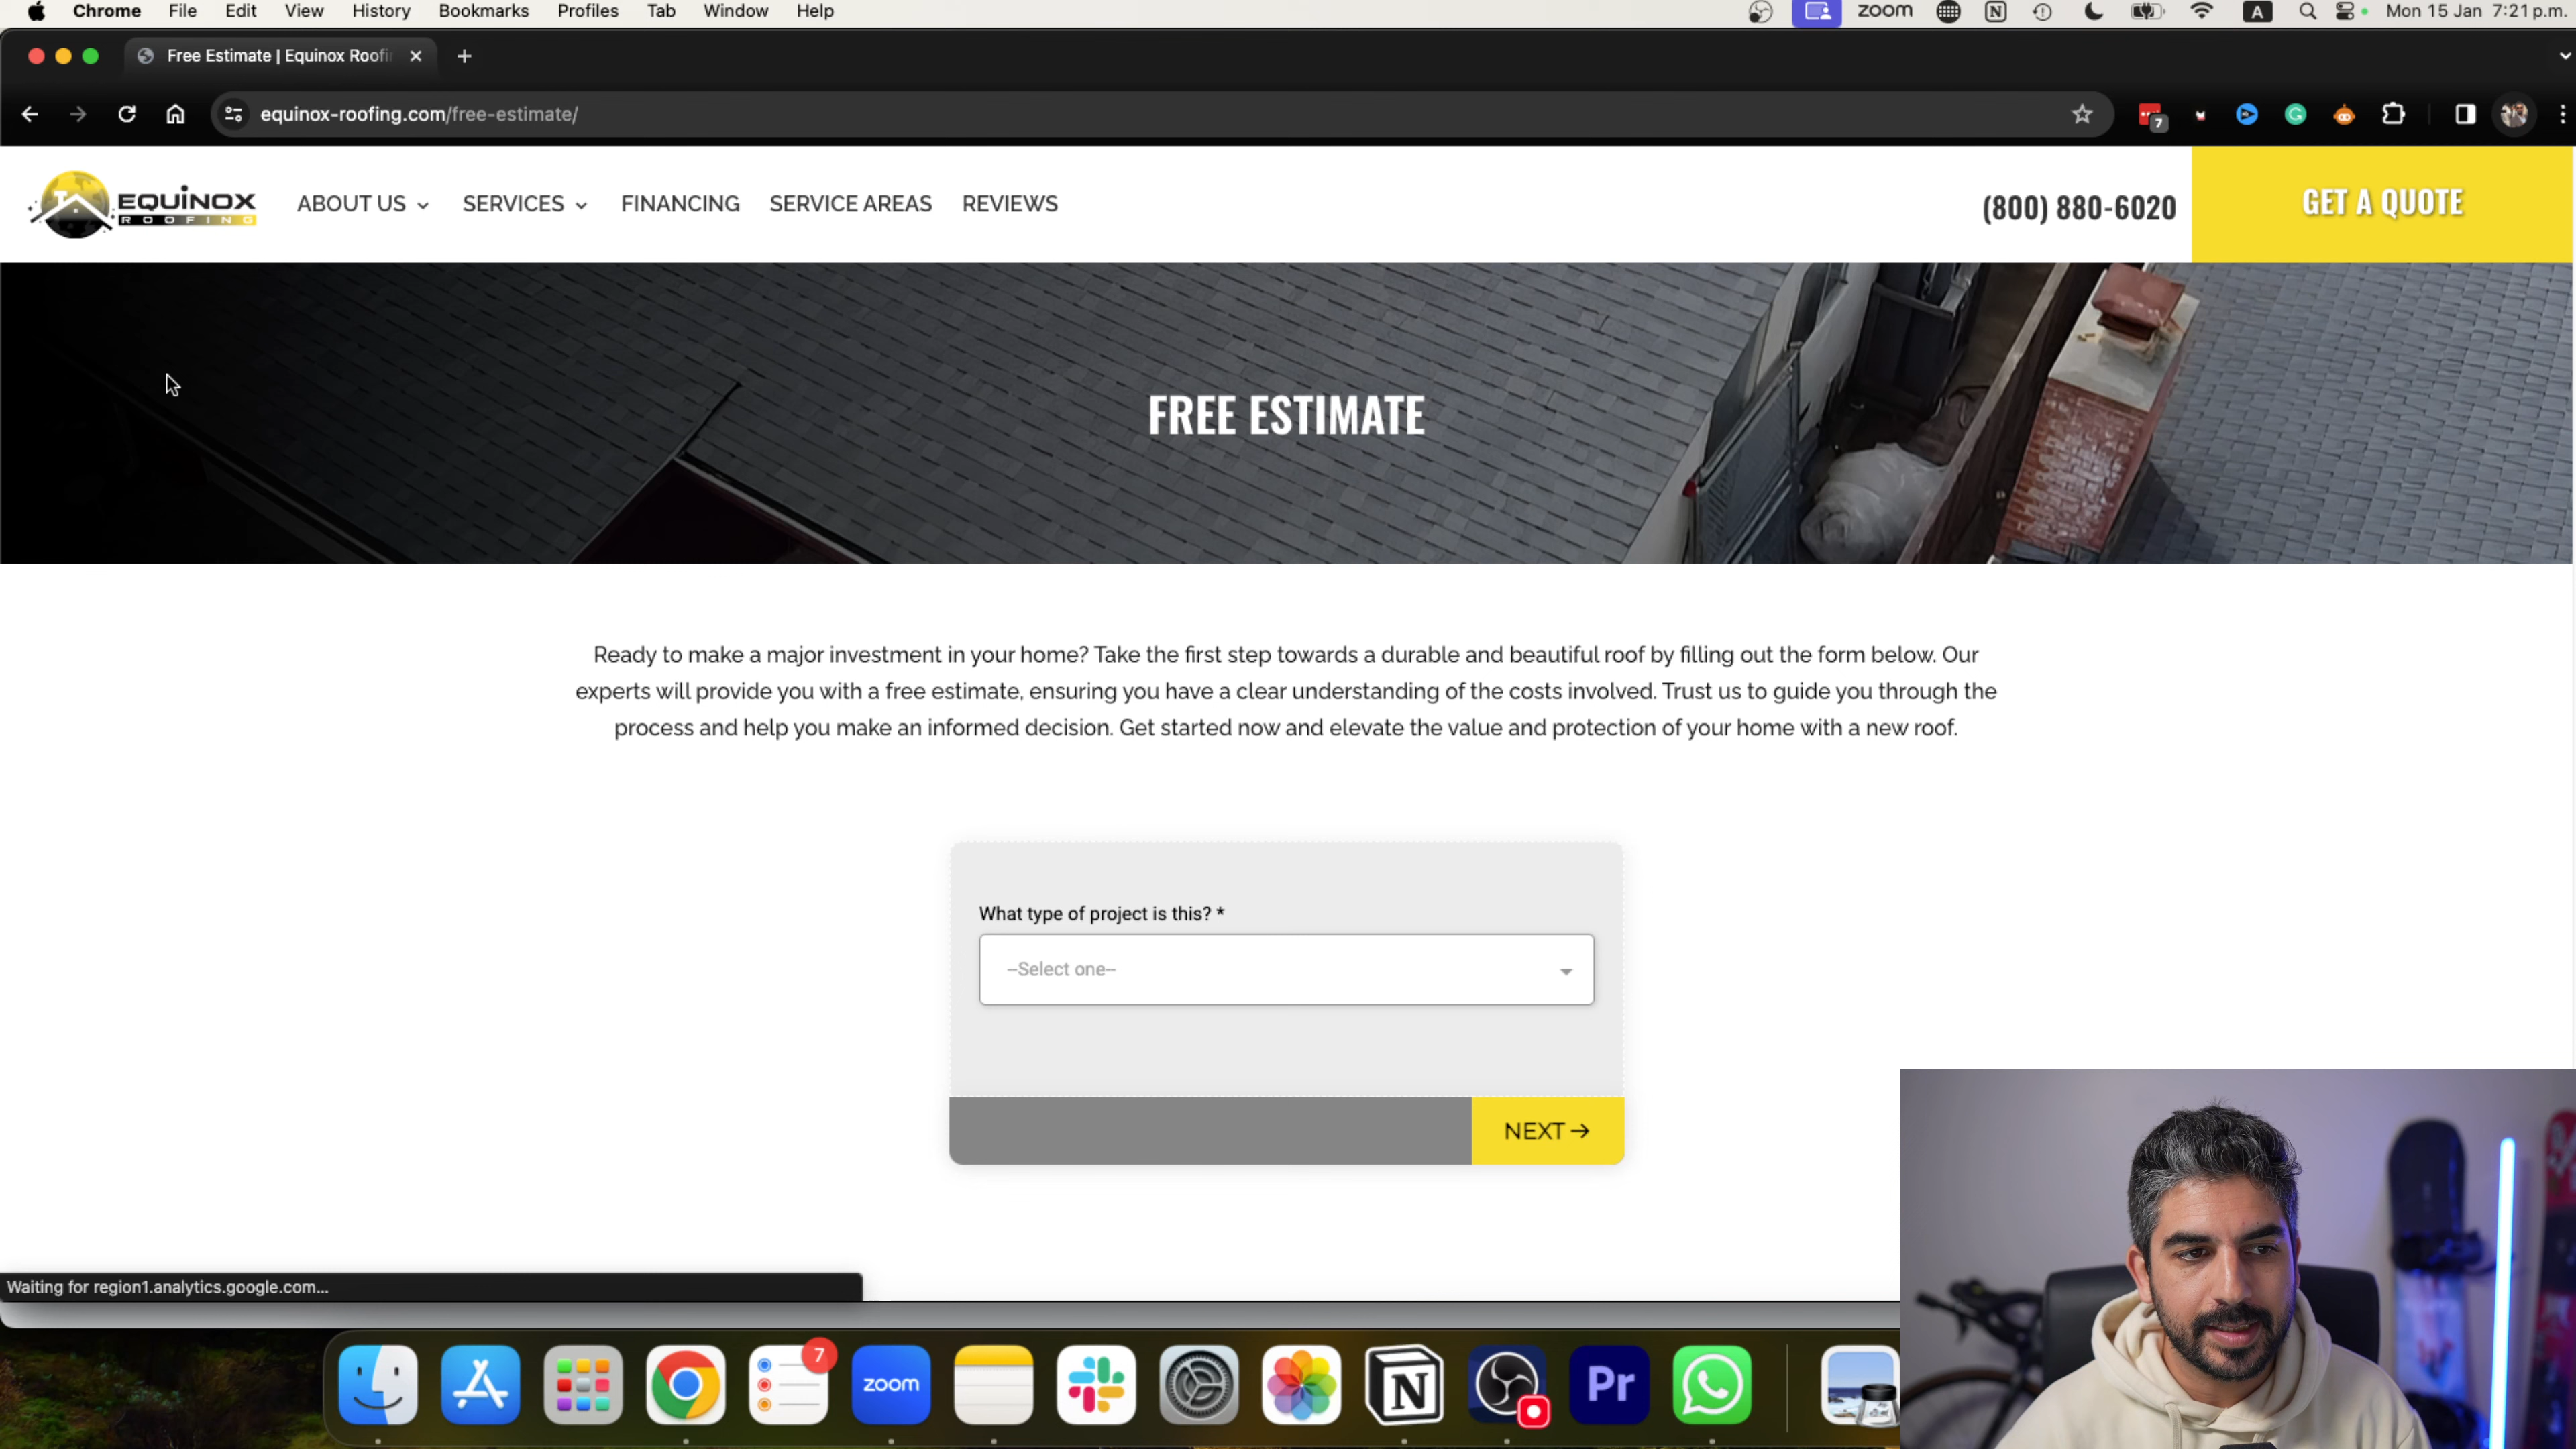 Chrome File Edit View History Bookmarks Profiles Tab Window Help
zoom
A
Mon 15 Jan 7:21 p.m.
Free Estimate | Equinox Roofin
equinox-roofing.com/free-estimate/
7
EQUINOX
ROOFING
ABOUT US
SERVICES
FINANCING
SERVICE AREAS
REVIEWS
(800) 880-6020
GET A QUOTE
FREE ESTIMATE
Ready to make a major investment in your home? Take the first step towards a durable and beautiful roof by filling out the form below. Our
experts will provide you with a free estimate, ensuring you have a clear understanding of the costs involved. Trust us to guide you through the
process and help you make an informed decision. Get started now and elevate the value and protection of your home with a new roof.
What type of project is this? *
--Select one--
NEXT →
Waiting for region1.analytics.google.com...
7
zoom
N
Pr